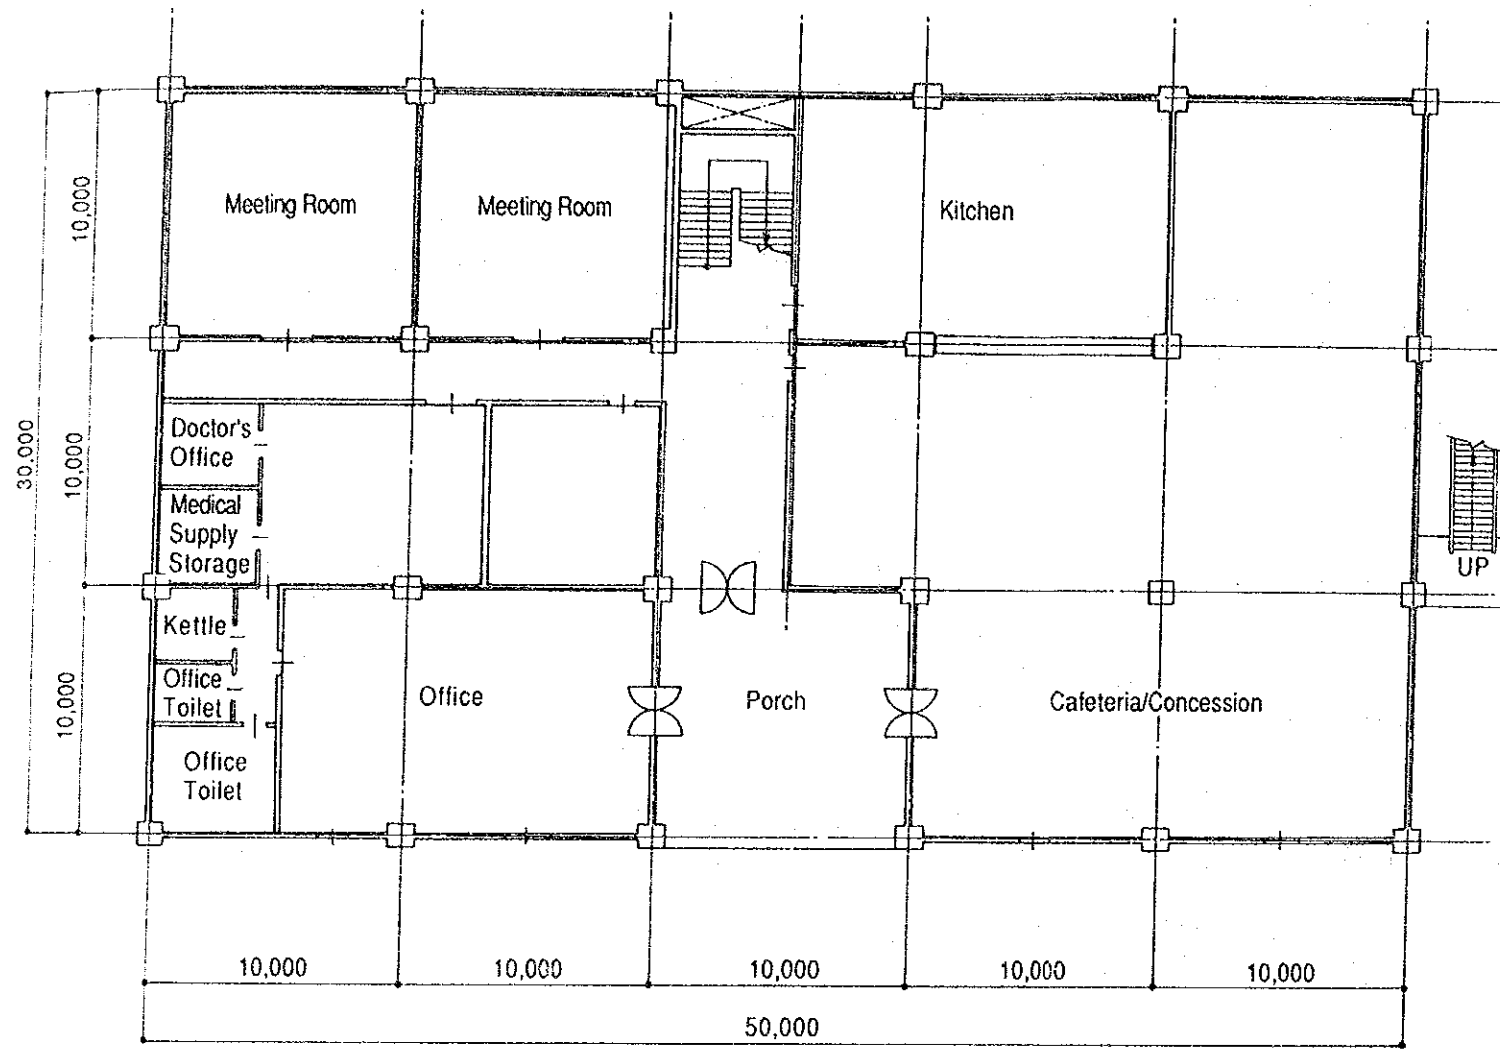 Meeting Room
Meeting Room
Kitchen
10,000
Doctor's
Office
30,000
10,000
Medical
Supply
Storage
UP
Kettle
Office
Toilet
Office
Porch
Cafeteria/Concession
10,000
Office
Toilet
10,000
10,000
10,000
10,000
10,000
50,000